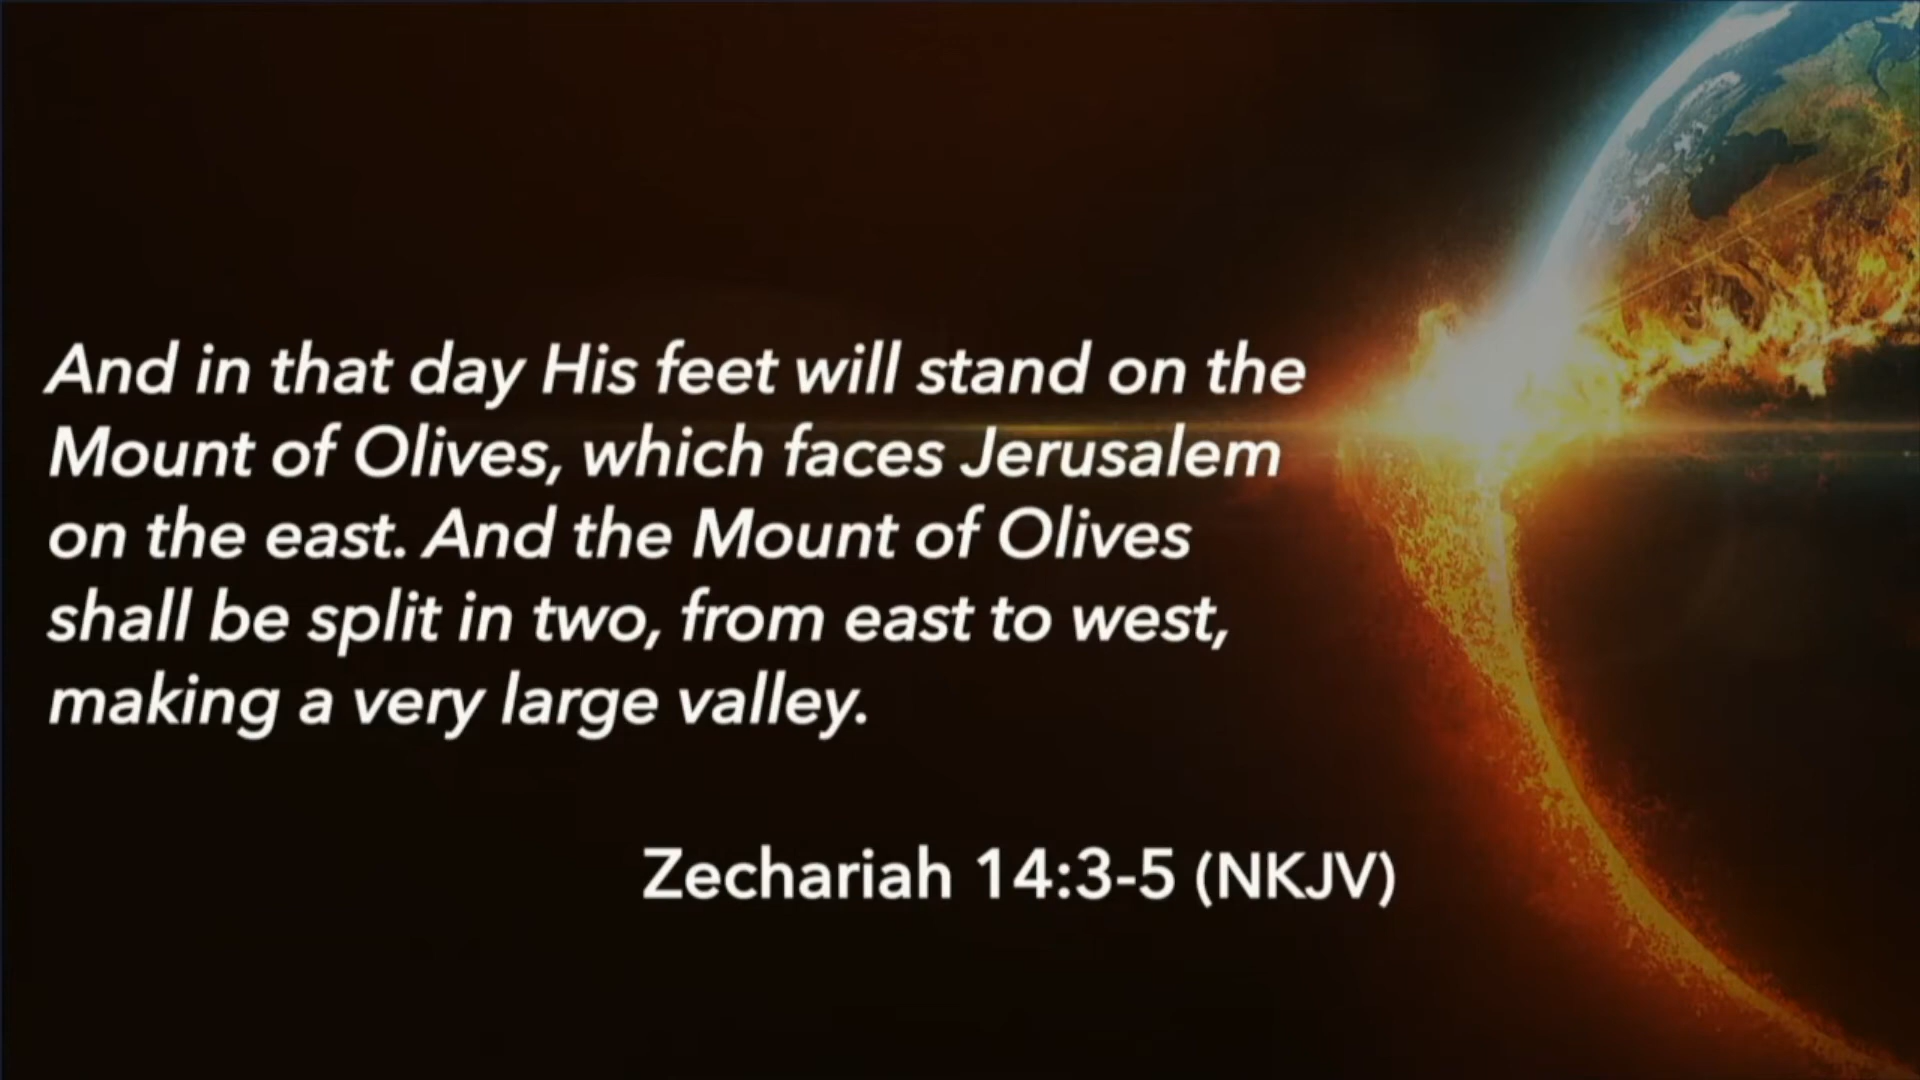 And in that day His feet will stand on the
Mount of Olives, which faces Jerusalem
on the east. And the Mount of Olives
shall be split in two, from east to west,
making a very large valley.
Zechariah 14:3-5 (NKJV)